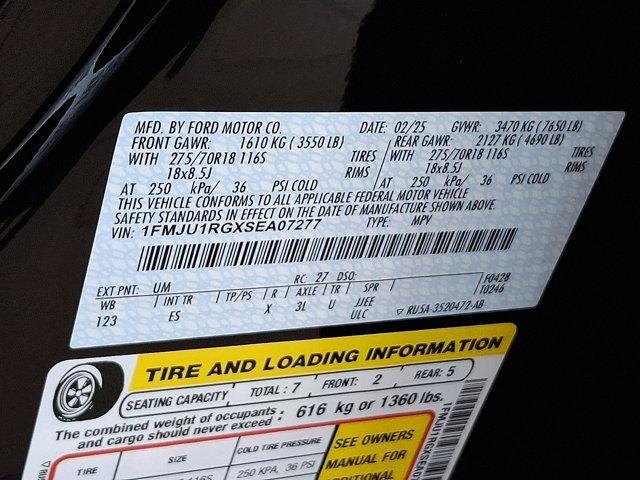 MFD. BY FORD MOTOR CO. DATE: 02/25 GVWR: 3470 KG ( 7650 LB)
FRONT GAWR: 1610 KG ( 3550 LB) REAR GAWR: 2127 KG ( 4690 LB)
WITH 275/70R18 116S TIRES WITH 275/70R18 116S TIRES
18x8.5J RIMS 18x8.5J RIMS
AT 250 kPa/ 36 PSI COLD AT 250 kPa/ 36 PSI COLD
THIS VEHICLE CONFORMS TO ALL APPLICABLE FEDERAL MOTOR VEHICLE
SAFETY STANDARDS IN EFFECT ON THE DATE OF MANUFACTURE SHOWN ABOVE.
VIN: 1FMJU1RGXSEA07277 TYPE: MPV
EXT PNT: UM RC: 27 DSO: F0428
WB INT TR TP/PS R AXLE TR SPR T0246
123 ES X 3L U JJEE
ULC ▽ RU5A-3520472-AB
TIRE AND LOADING INFORMATION
SEATING CAPACITY TOTAL : 7 FRONT: 2 REAR: 5
The combined weight of occupants
and cargo should never exceed : 616 kg or 1360 lbs.
TIRE SIZE COLD TIRE PRESSURE SEE OWNERS
116S 250 KPA, 36 PSI MANUAL FOR